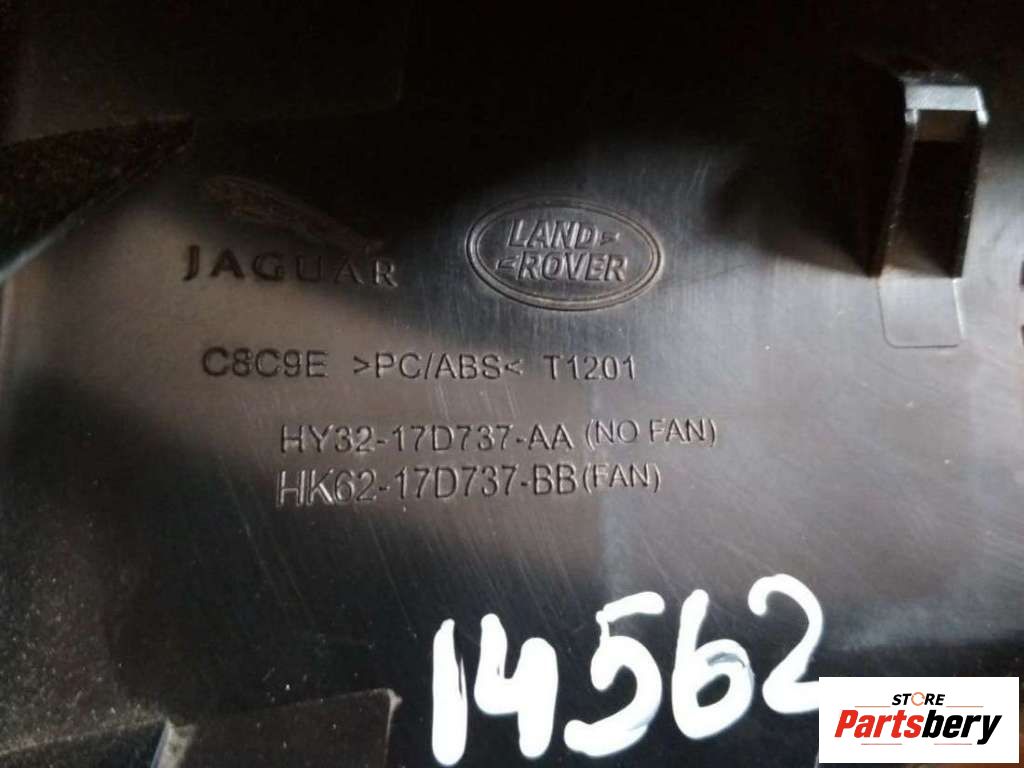 JAGUAR
LAND
ROVER
C8C9E >PC/ABS< T1201
HY32-17D737-AA (NO FAN)
HK62-17D737-BB (FAN)
14562
STORE
Partsbery